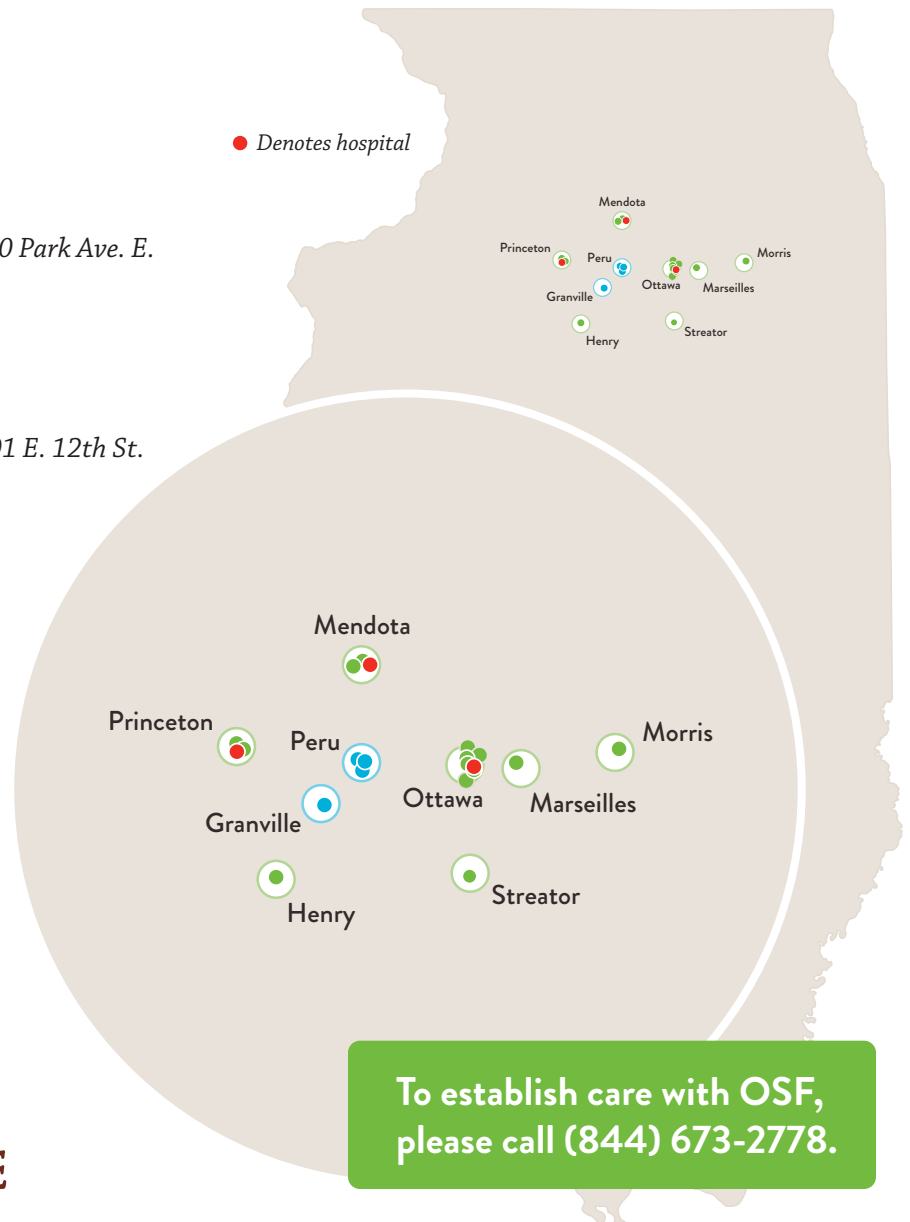 Denotes hospital
Mendota
Princeton
Peru
Morris
Ottawa
Marseilles
Granville
Streator
Henry
0 Park Ave. E.
1 E. 12th St.
Mendota
Princeton
Peru
Morris
Ottawa
Marseilles
Granville
Streator
Henry
To establish care with OSF,
please call (844) 673-2778.
E